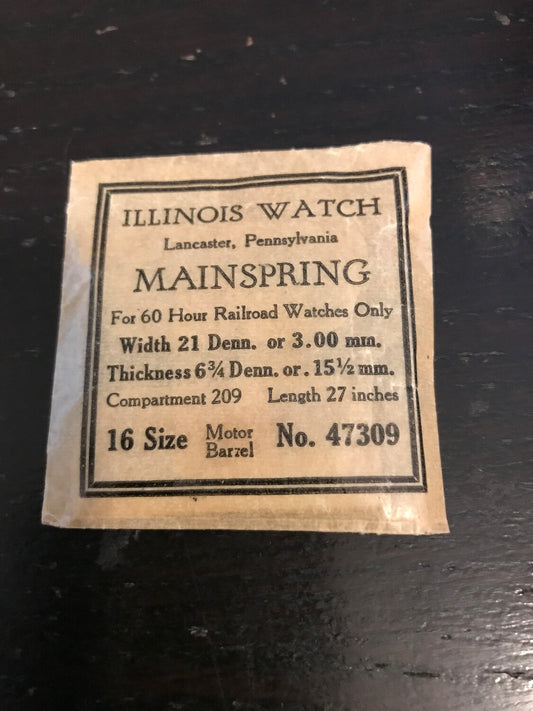 ILLINOIS WATCH
Lancaster, Pennsylvania
MAINSPRING
For 60 Hour Railroad Watches Only
Width 21 Denn. or 3.00 mm.
Thickness 6¾ Denn. or .15½ mm.
Compartment 209 Length 27 inches
16 Size Motor Barrel No. 47309